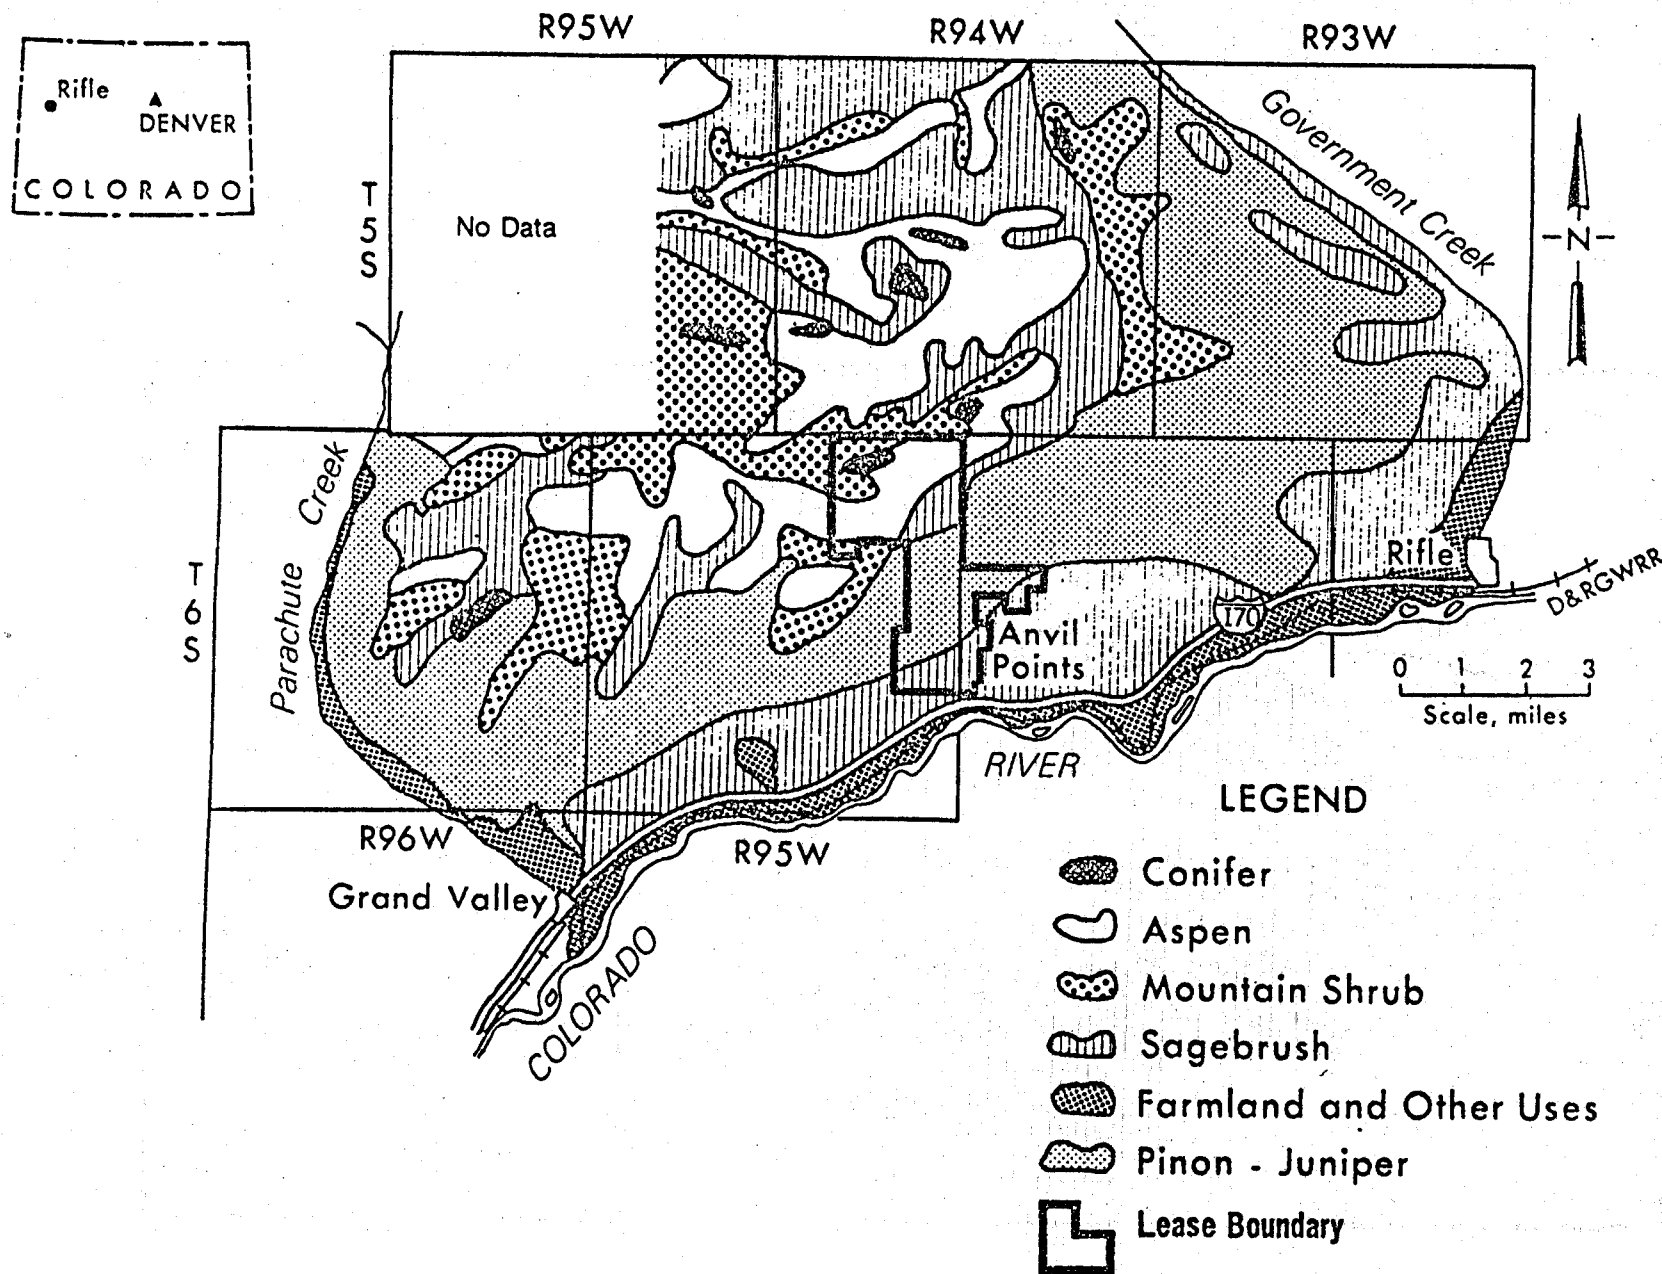 R95W
R94W
R93W
Rifle
DENVER
COLORADO
T
5
S
No Data
Government Creek
N
Parachute Creek
T
6
S
Rifle
D&RGWRR
I70
Anvil
Points
0 1 2 3
Scale, miles
RIVER
R96W
R95W
Grand Valley
COLORADO
LEGEND
Conifer
Aspen
Mountain Shrub
Sagebrush
Farmland and Other Uses
Pinon - Juniper
Lease Boundary